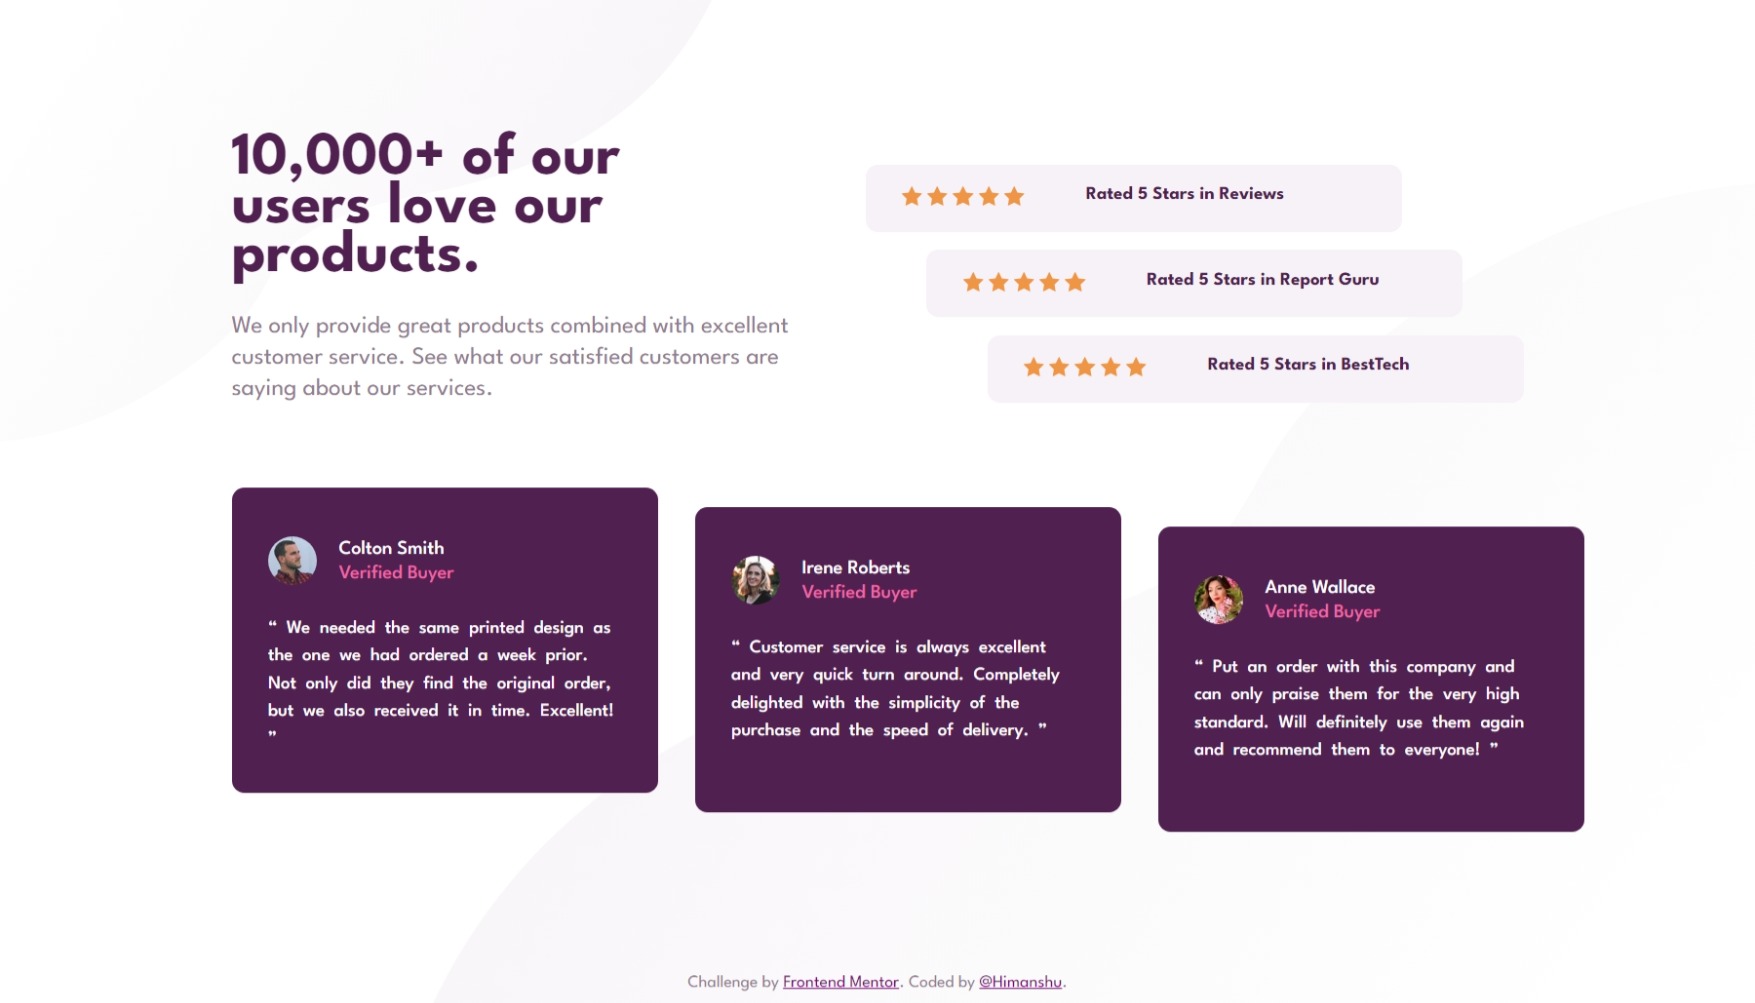 10,000+ of our
users love our
products.
We only provide great products combined with excellent
customer service. See what our satisfied customers are
saying about our services.
Rated 5 Stars in Reviews
Rated 5 Stars in Report Guru
Rated 5 Stars in BestTech
Colton Smith
Verified Buyer
“ We needed the same printed design as
the one we had ordered a week prior.
Not only did they find the original order,
but we also received it in time. Excellent!
”
Irene Roberts
Verified Buyer
“ Customer service is always excellent
and very quick turn around. Completely
delighted with the simplicity of the
purchase and the speed of delivery. ”
Anne Wallace
Verified Buyer
“ Put an order with this company and
can only praise them for the very high
standard. Will definitely use them again
and recommend them to everyone! ”
Challenge by Frontend Mentor. Coded by @Himanshu.